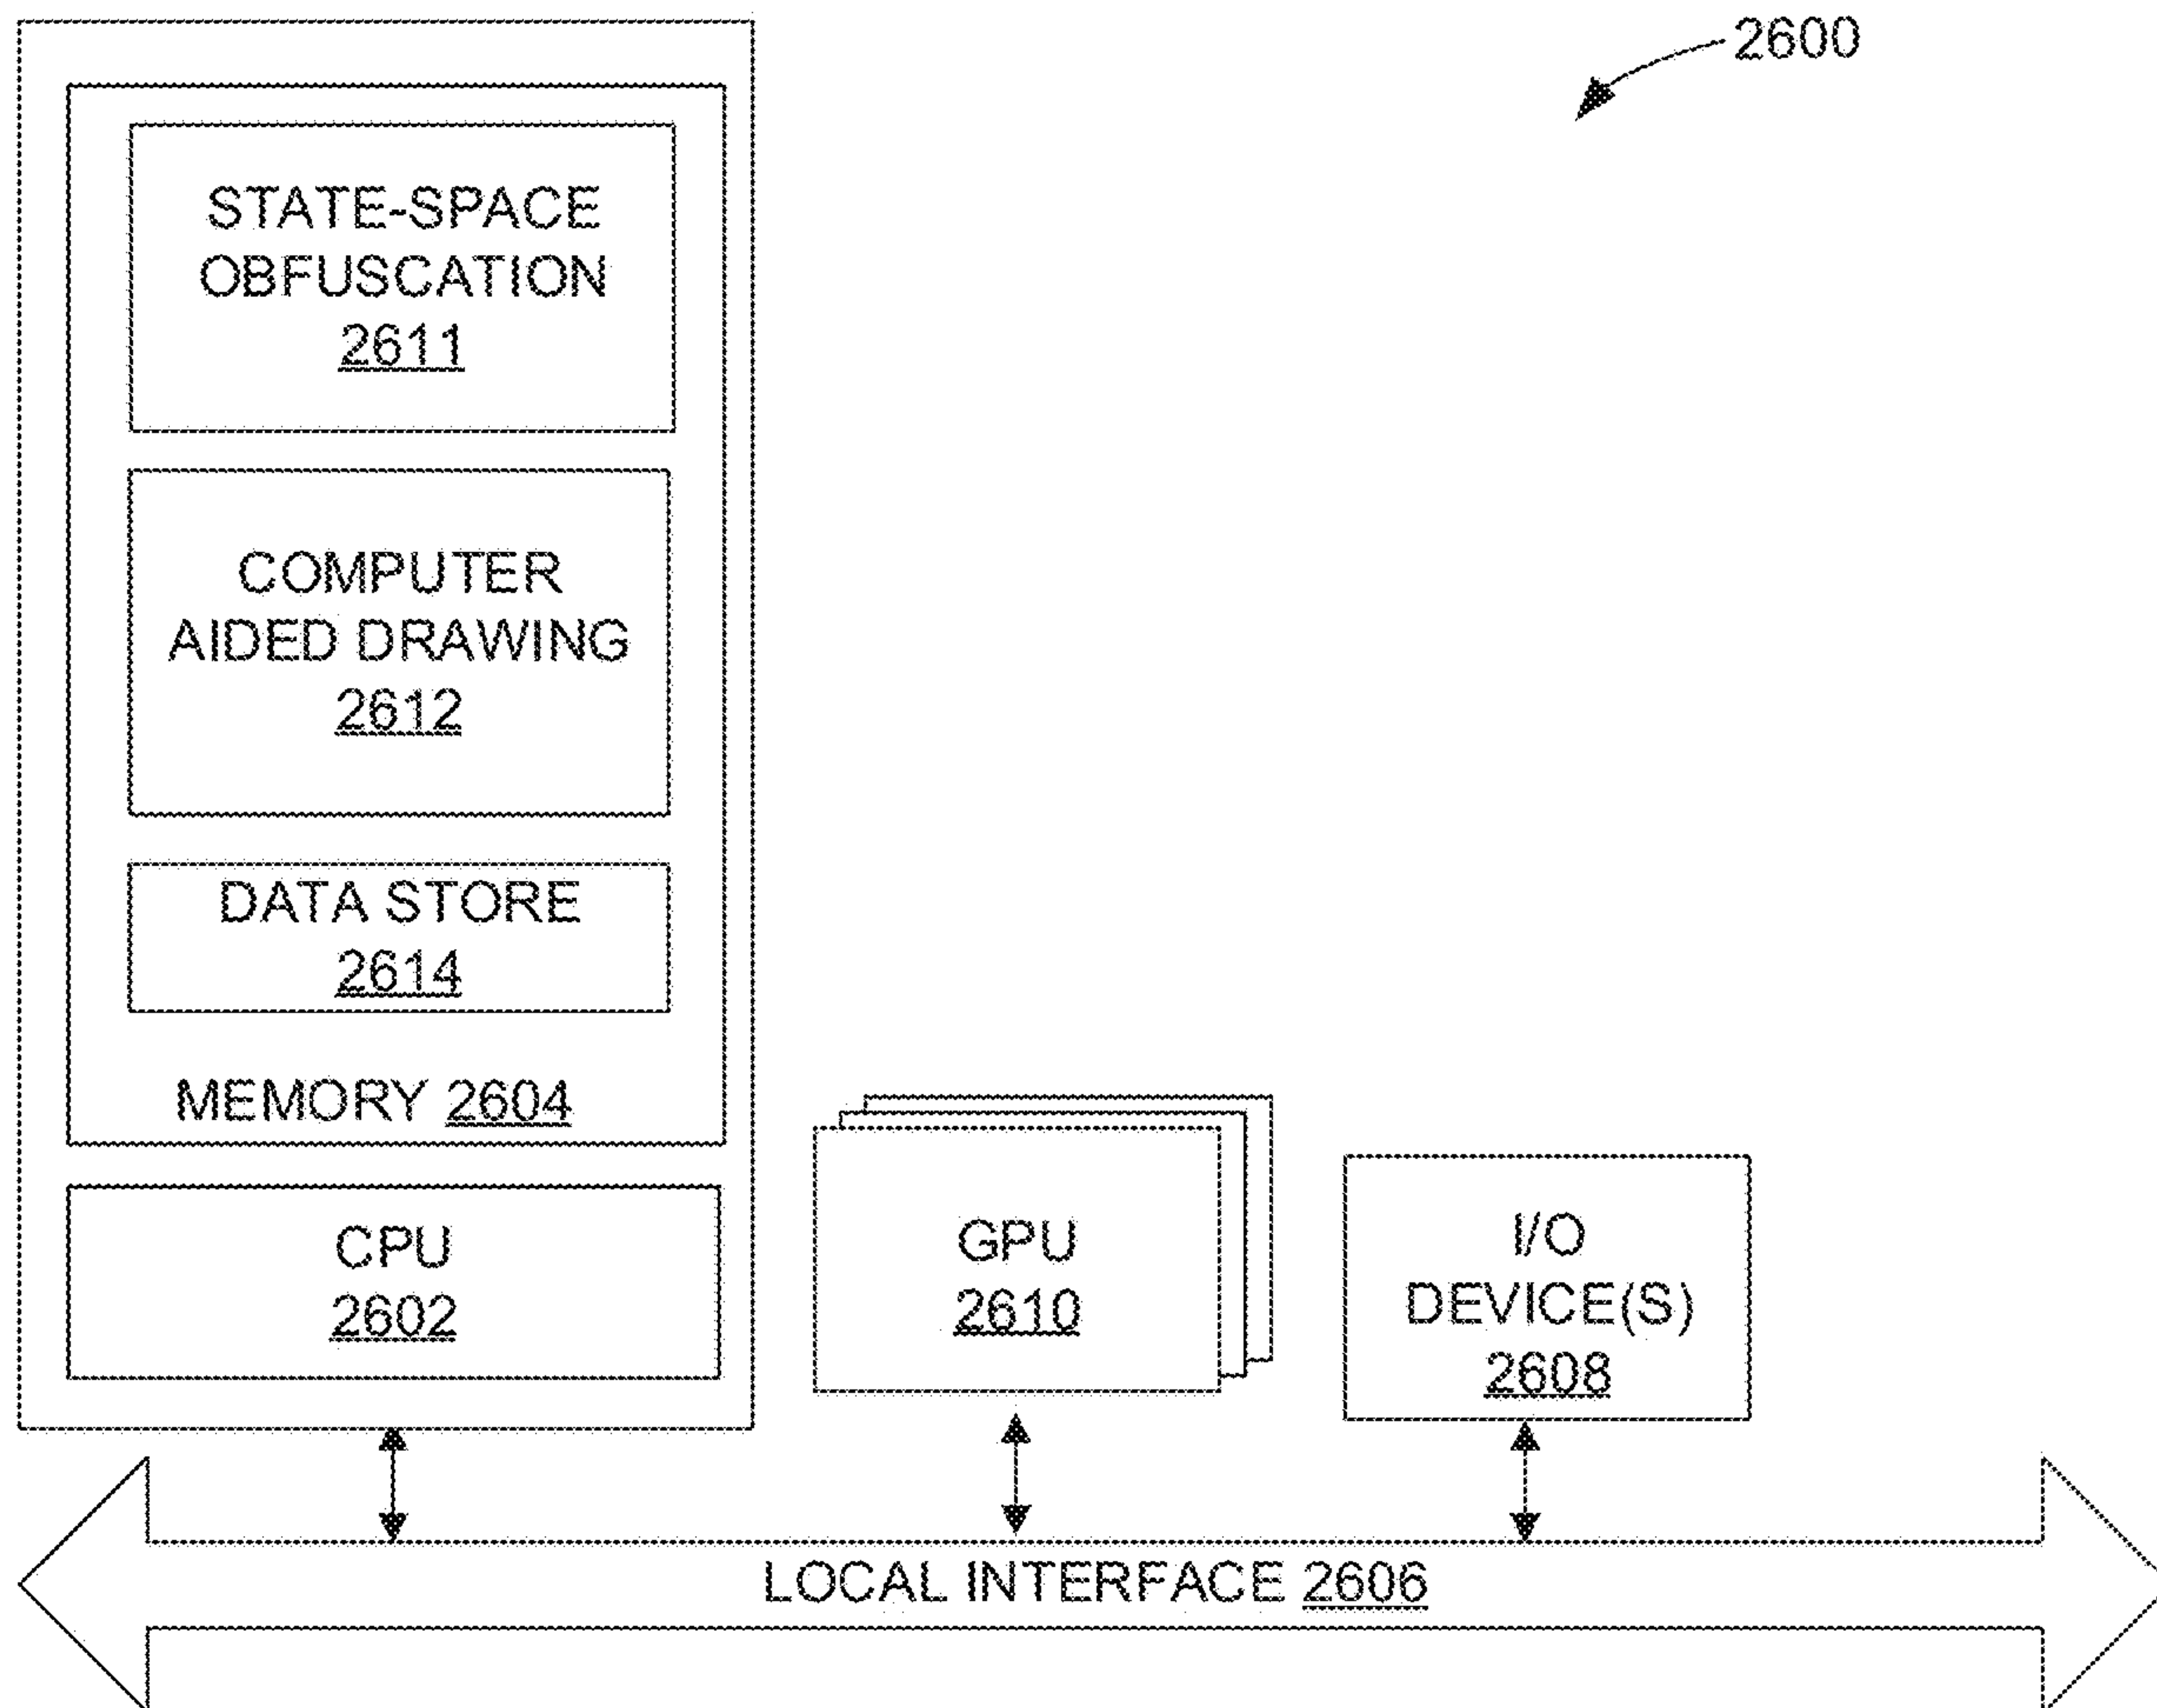 2600
STATE-SPACE
OBFUSCATION
2611
COMPUTER
AIDED DRAWING
2612
DATA STORE
2614
MEMORY 2604
CPU
2602
GPU
2610
I/O
DEVICE(S)
2608
LOCAL INTERFACE 2606